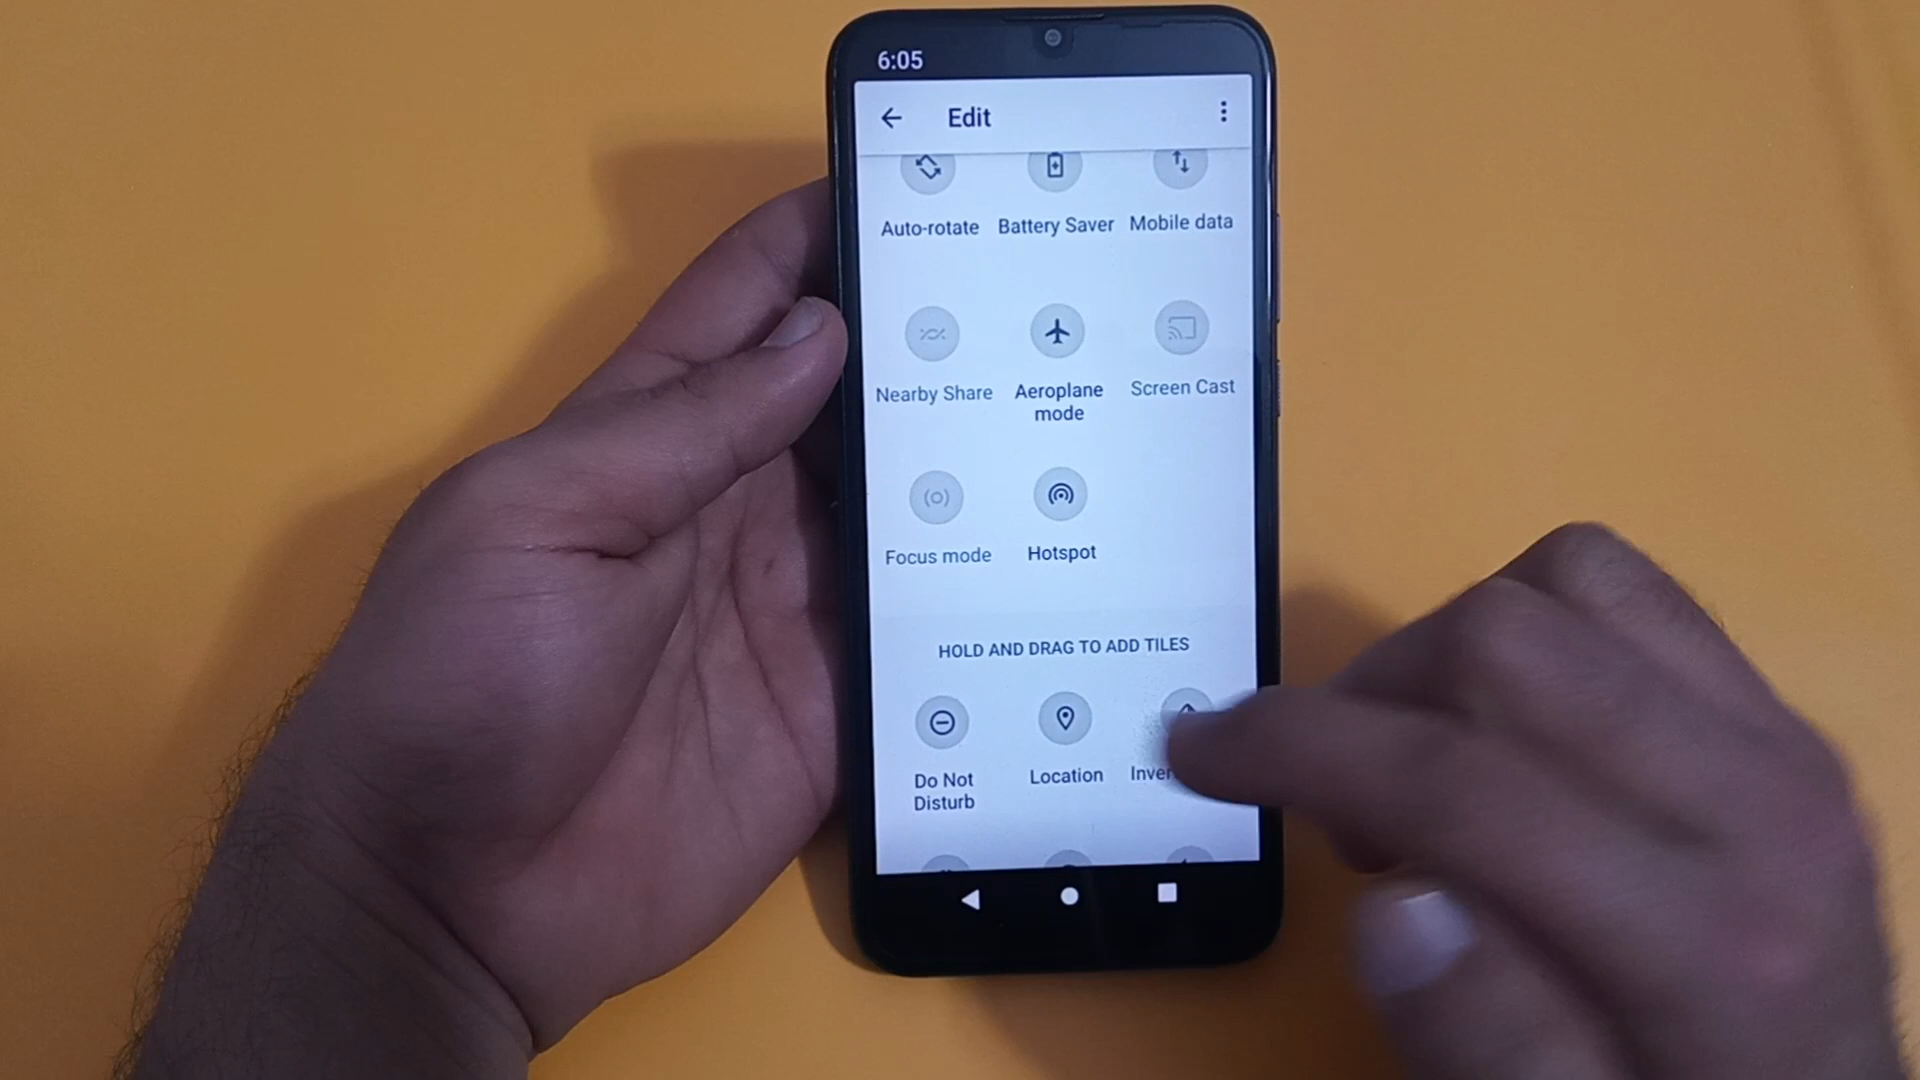 6:05
Edit
Auto-rotate Battery Saver Mobile data
Nearby Share Aeroplane mode Screen Cast
Focus mode Hotspot
HOLD AND DRAG TO ADD TILES
Do Not Disturb Location